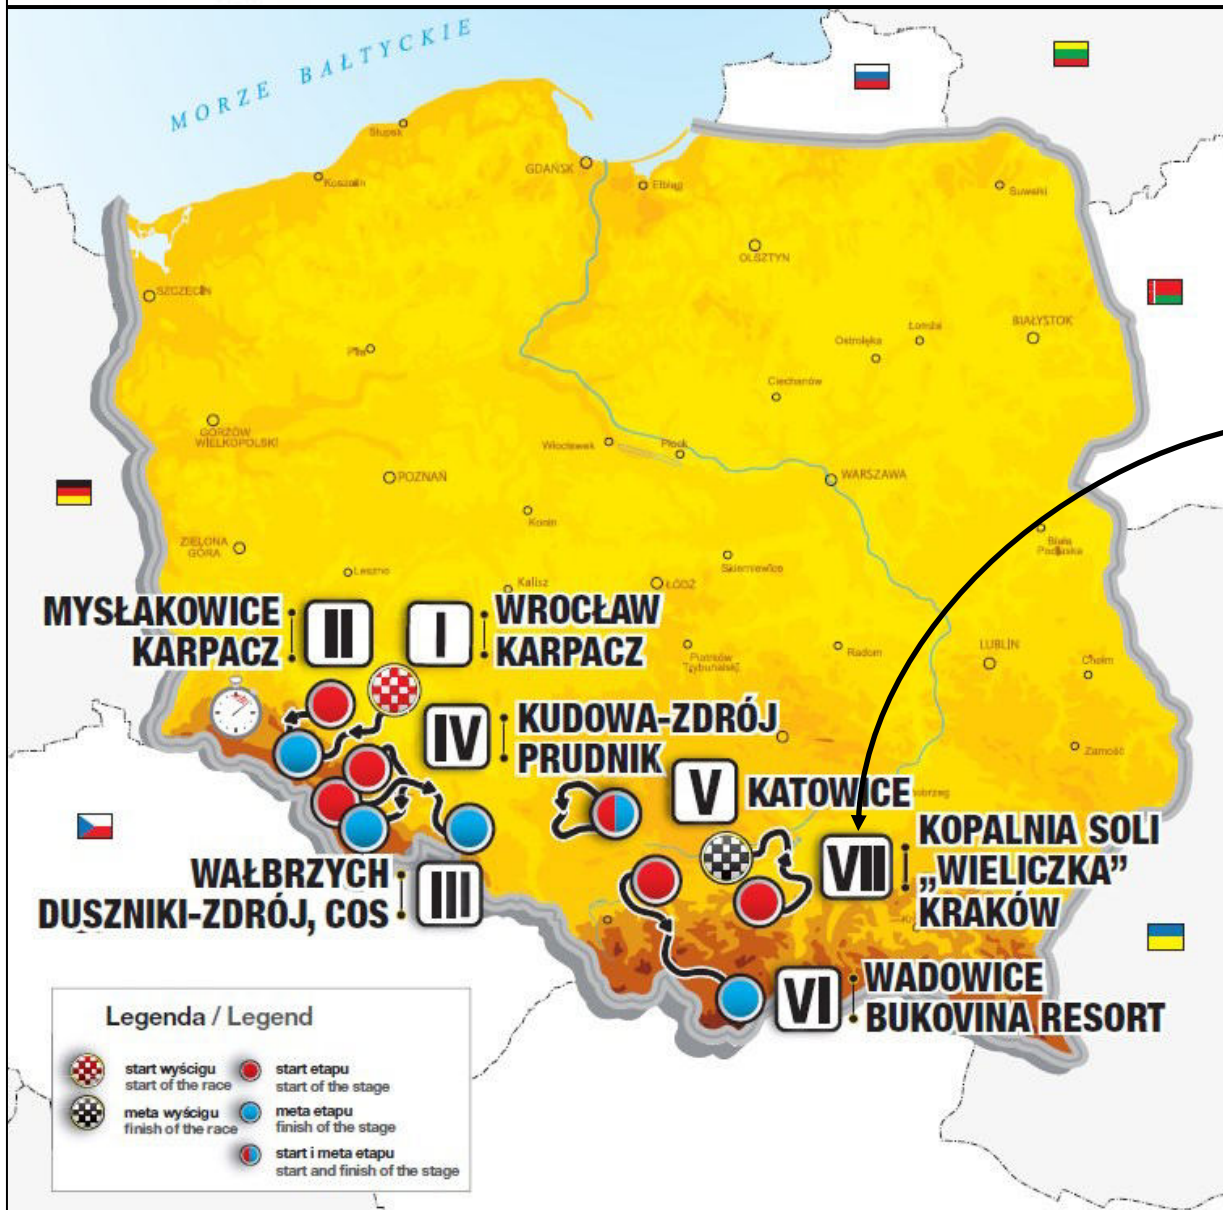 MORZE BAŁTYCKIE
Słupsk
Koszalin
GDAŃSK
Elbląg
Suwałki
OLSZTYN
SZCZECIN
BIAŁYSTOK
Łomża
Ostrołęka
Piła
Ciechanów
GORZÓW
WIELKOPOLSKI
Włocławek
Płock
POZNAŃ
WARSZAWA
Konin
Biała
Podlaska
ZIELONA
GÓRA
Leszno
Kalisz
ŁÓDŹ
Skierniewice
MYSŁAKOWICE
KARPACZ
II
I
WROCŁAW
KARPACZ
Piotrków
Trybunalski
Radom
LUBLIN
Chełm
IV
KUDOWA-ZDRÓJ
PRUDNIK
Zamość
V
KATOWICE
VII
KOPALNIA SOLI
„WIELICZKA”
KRAKÓW
WAŁBRZYCH
DUSZNIKI-ZDRÓJ, COS
III
VI
WADOWICE
BUKOVINA RESORT
Legenda / Legend
start wyścigu
start of the race
start etapu
start of the stage
meta wyścigu
finish of the race
meta etapu
finish of the stage
start i meta etapu
start and finish of the stage